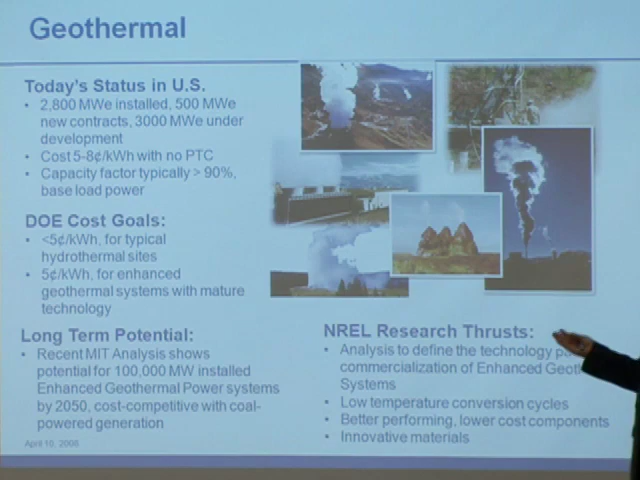 Geothermal
Today's Status in U.S.
• 2,800 MWe installed, 500 MWe
new contracts, 3000 MWe under
development
• Cost 5-8¢/kWh with no PTC
• Capacity factor typically > 90%,
base load power
DOE Cost Goals:
• <5¢/kWh, for typical
hydrothermal sites
• 5¢/kWh, for enhanced
geothermal systems with mature
technology
Long Term Potential:
• Recent MIT Analysis shows
potential for 100,000 MW installed
Enhanced Geothermal Power systems
by 2050, cost-competitive with coal-
powered generation
April 10, 2008
NREL Research Thrusts:
• Analysis to define the technology
commercialization of Enhanced
Systems
• Low temperature conversion cycles
• Better performing, lower cost components
• Innovative materials